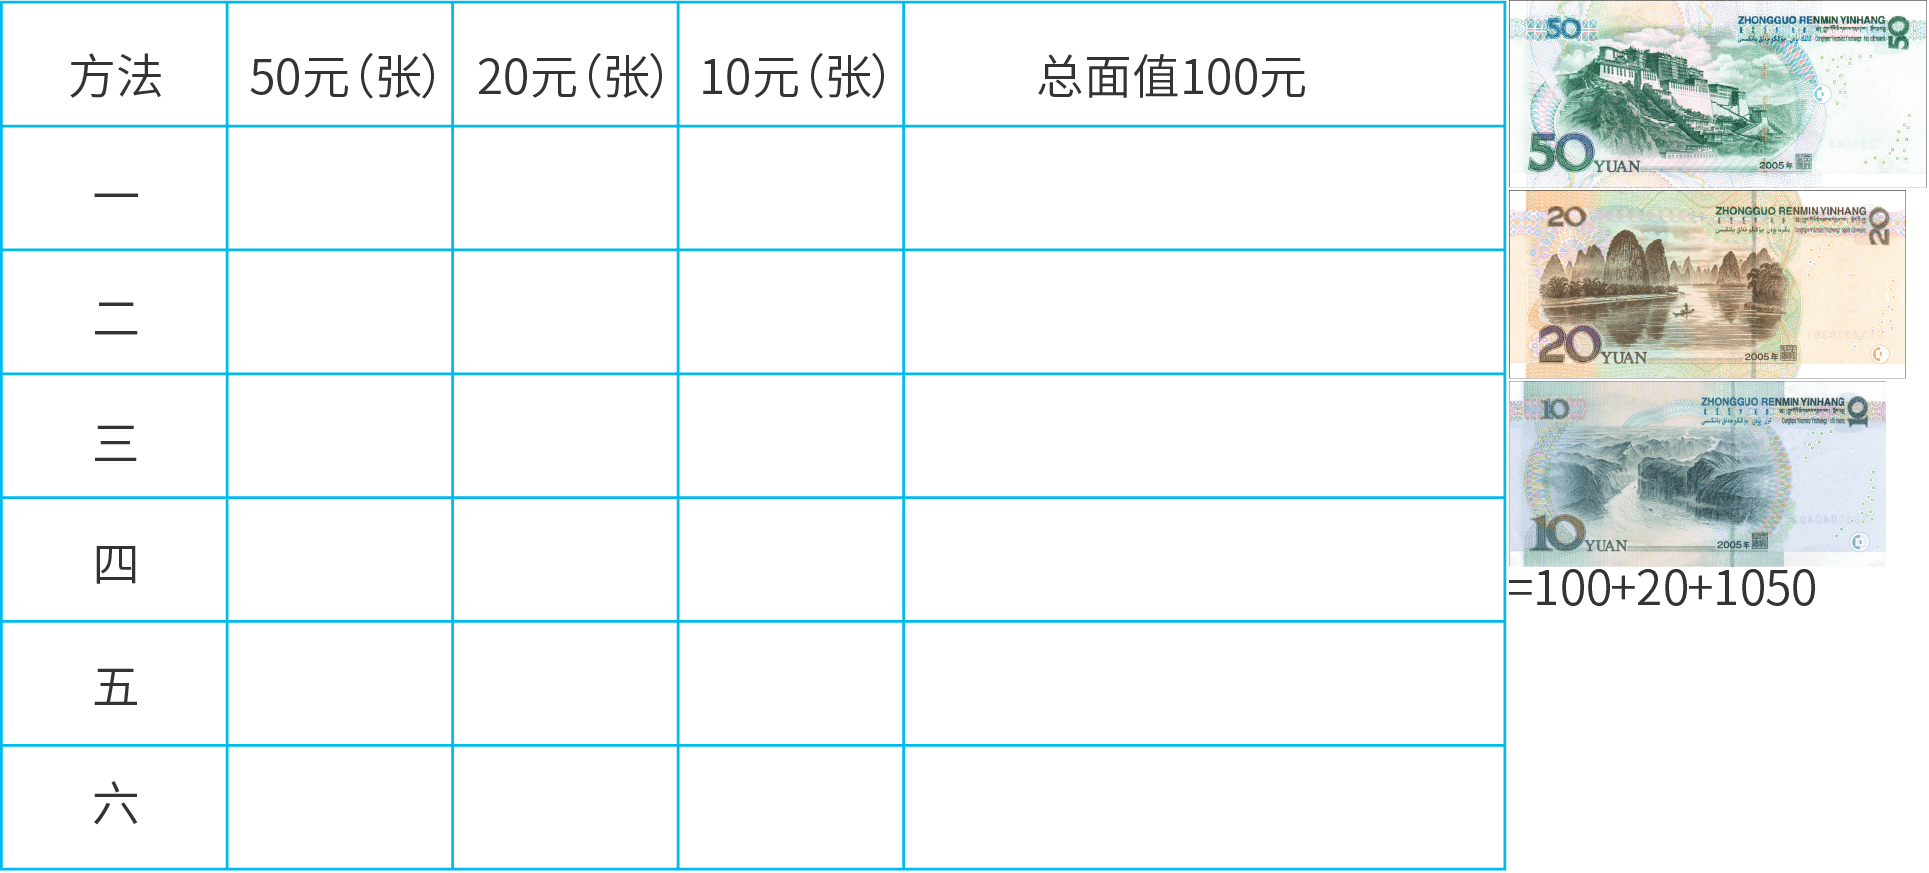 方法 50元（张） 20元（张） 10元（张） 总面值100元
一
二
三
四
五
六
50
ZHONGGUO RENMIN YINHANG
50
50 YUAN
2005年
20
ZHONGGUO RENMIN YINHANG
20
20 YUAN
2005年
10
ZHONGGUO RENMIN YINHANG
10
10 YUAN
2005年
=100+20+1050